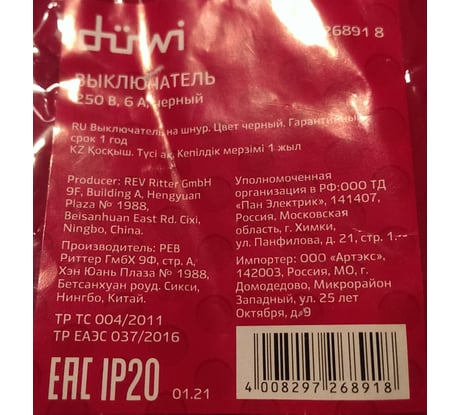 dürwi
26891 8
ВЫКЛЮЧАТЕЛЬ
250 В, 6 А, черный
RU Выключатель на шнур. Цвет черный. Гарантийный
срок 1 год
KZ Қосқыш. Түсі ақ. Кепілдік мерзімі 1 жыл
Producer: REV Ritter GmbH
9F, Building A, Hengyuan
Plaza № 1988,
Beisanhuan East Rd. Cixi,
Ningbo, China.
Производитель: РЕВ
Риттер ГмбХ 9Ф, стр. А,
Хэн Юань Плаза № 1988,
Бетсанхуан роуд. Сикси,
Нингбо, Китай.
ТР ТС 004/2011
ТР ЕАЭС 037/2016
EAC IP20 01.21
Уполномоченная
организация в РФ:ООО ТД
«Пан Электрик», 141407,
Россия, Московская
область, г. Химки,
ул. Панфилова, д. 21, стр. 1
Импортер: ООО «Артэкс»,
142003, Россия, МО, г.
Домодедово, Микрорайон
Западный, ул. 25 лет
Октября, д. 9
4 008297 268918